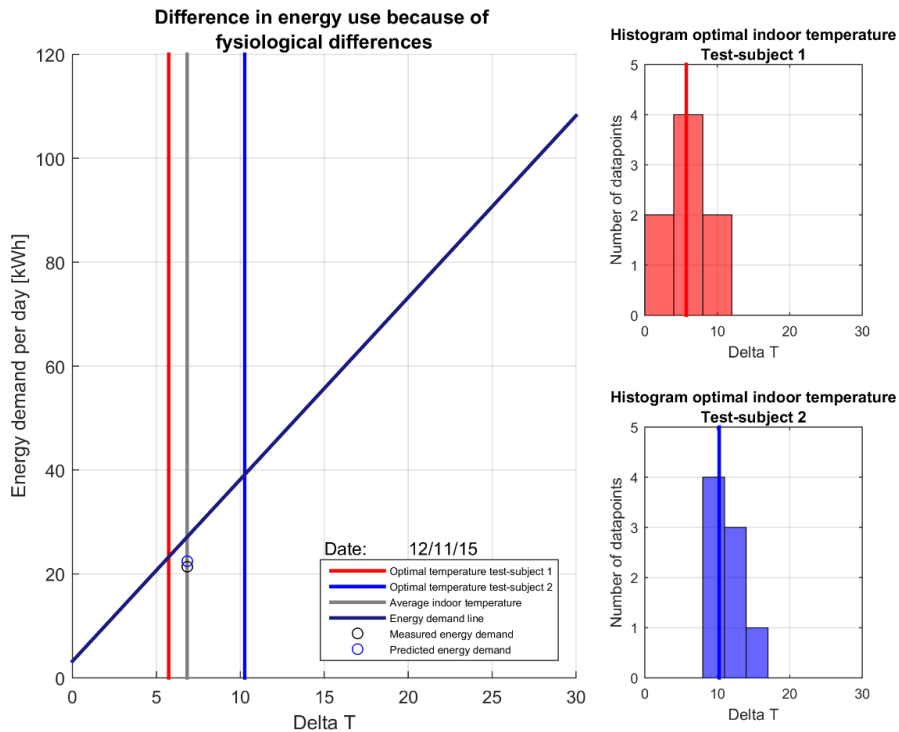 Difference in energy use because of
fysiological differences
120
100
80
60
40
20
0
Energy demand per day [kWh]
0 5 10 15 20 25 30
Delta T
Date: 12/11/15
Optimal temperature test-subject 1
Optimal temperature test-subject 2
Average indoor temperature
Energy demand line
Measured energy demand
Predicted energy demand
Histogram optimal indoor temperature
Test-subject 1
5
4
3
2
1
0
Number of datapoints
0 10 20 30
Delta T
Histogram optimal indoor temperature
Test-subject 2
5
4
3
2
1
0
Number of datapoints
0 10 20 30
Delta T